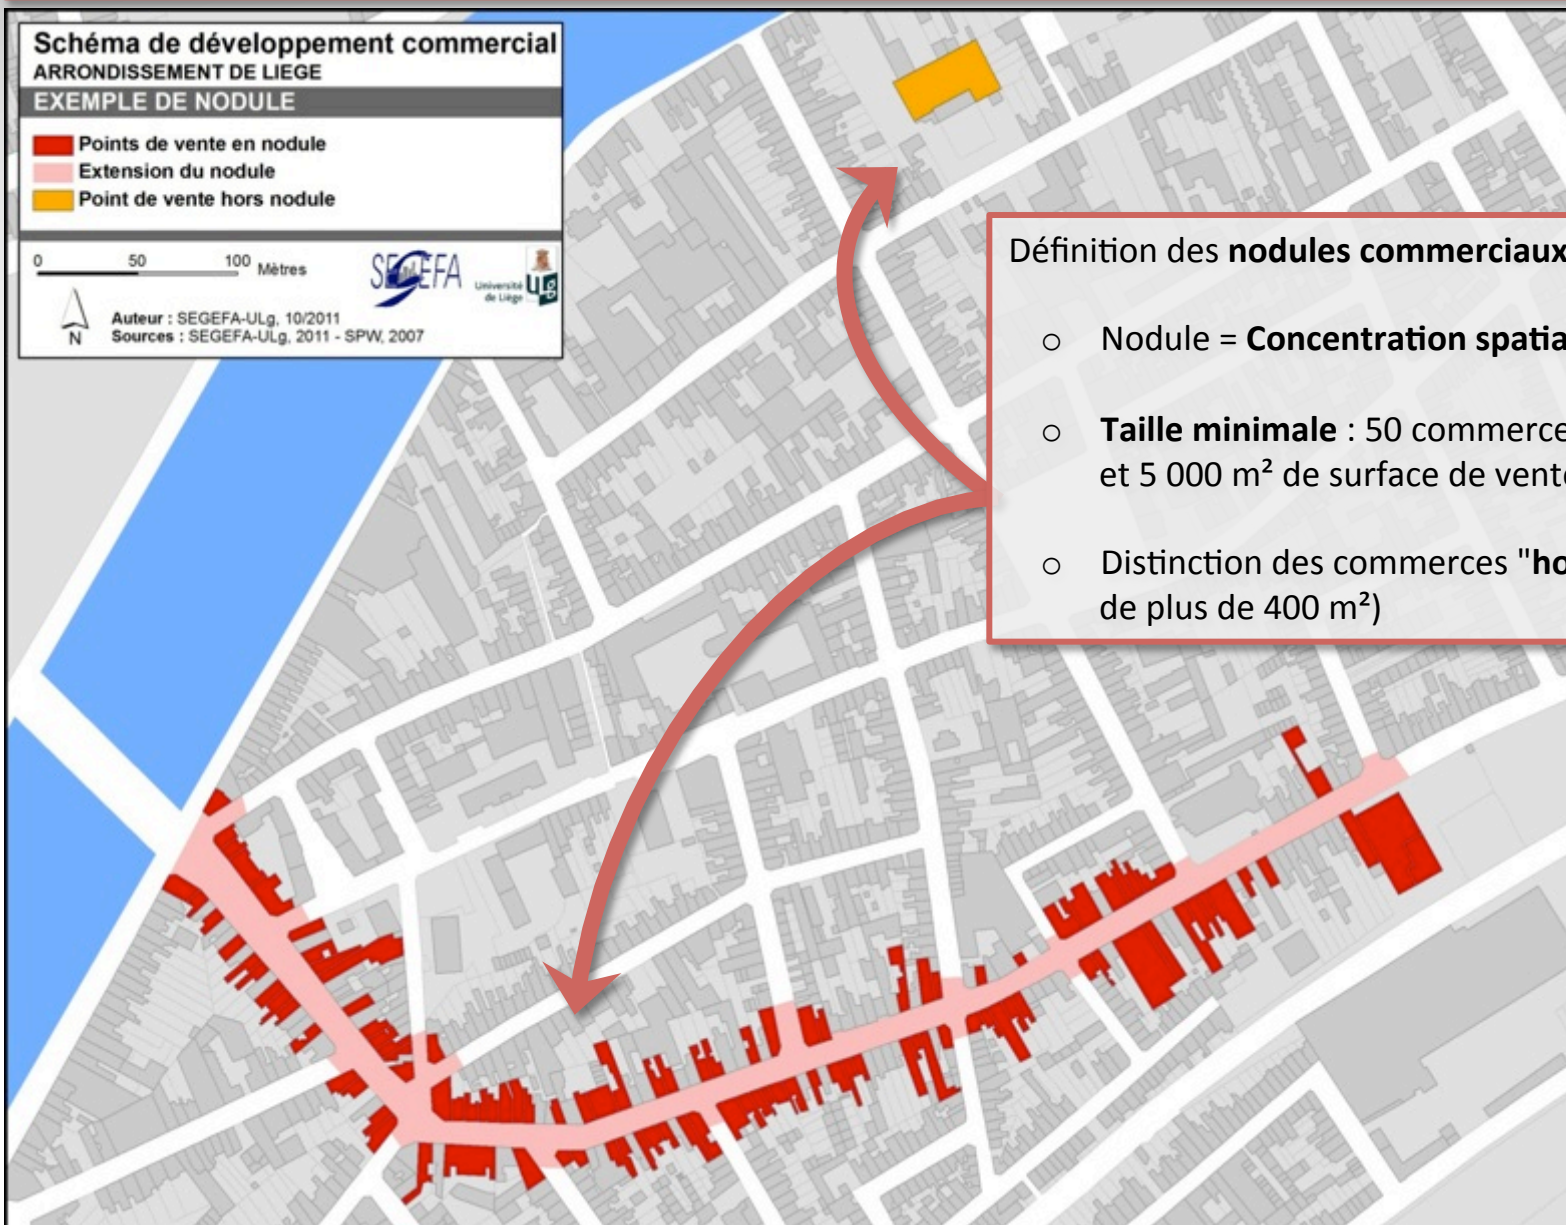 Schéma de développement commercial
ARRONDISSEMENT DE LIEGE
EXEMPLE DE NODULE
Points de vente en nodule
Extension du nodule
Point de vente hors nodule
0 50 100 Mètres
SEGEFA
Université de Liège
ULg
N
Auteur : SEGEFA-ULg, 10/2011
Sources : SEGEFA-ULg, 2011 - SPW, 2007
Définition des nodules commerciaux
o Nodule = Concentration spatia
o Taille minimale : 50 commerce
et 5 000 m² de surface de vente
o Distinction des commerces "ho
de plus de 400 m²)